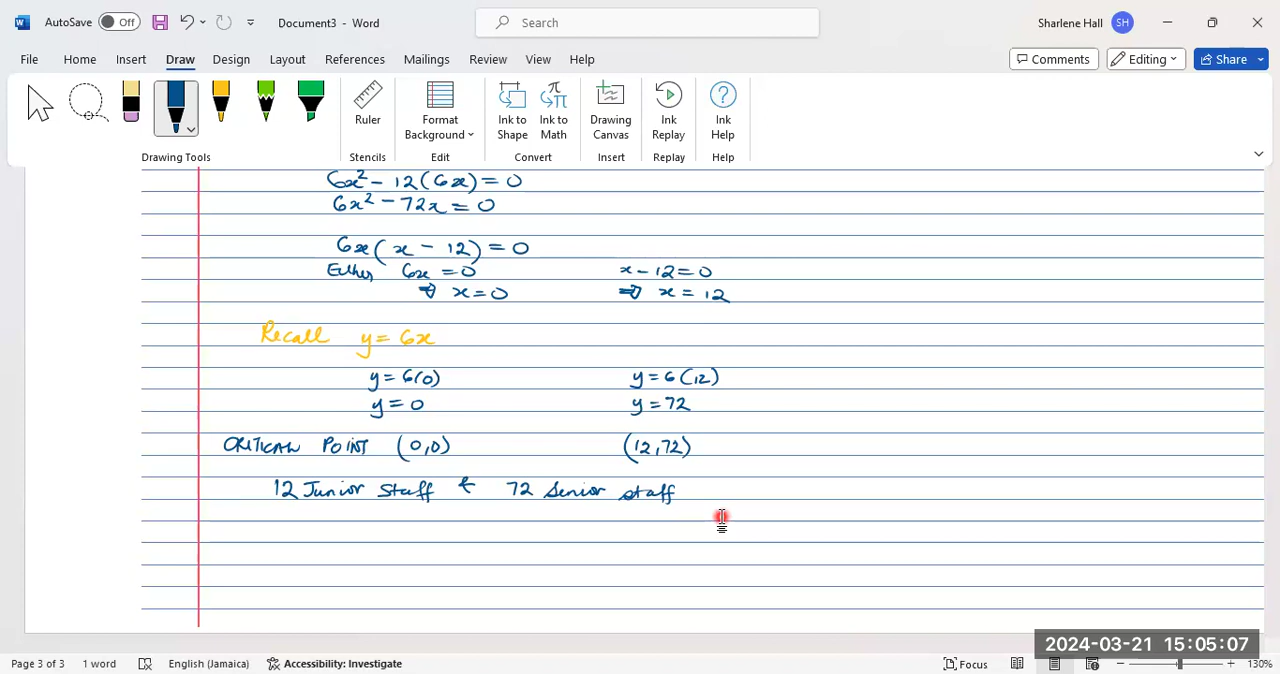 AutoSave Off Document3 - Word Search Sharlene Hall SH
File Home Insert Draw Design Layout References Mailings Review View Help Comments Editing Share
Ruler Format Background Ink to Shape Ink to Math Drawing Canvas Ink Replay Ink Help
Drawing Tools Stencils Edit Convert Insert Replay Help
6x² - 12(6x) = 0
6x² - 72x = 0
6x(x - 12) = 0
Either 6x = 0 x - 12 = 0
⇒ x = 0 ⇒ x = 12
Recall y = 6x
y = 6(0) y = 6(12)
y = 0 y = 72
CRITICAL POINT (0,0) (12,72)
12 Junior Staff & 72 Senior staff
2024-03-21 15:05:07
Page 3 of 3 1 word English (Jamaica) Accessibility: Investigate Focus 130%